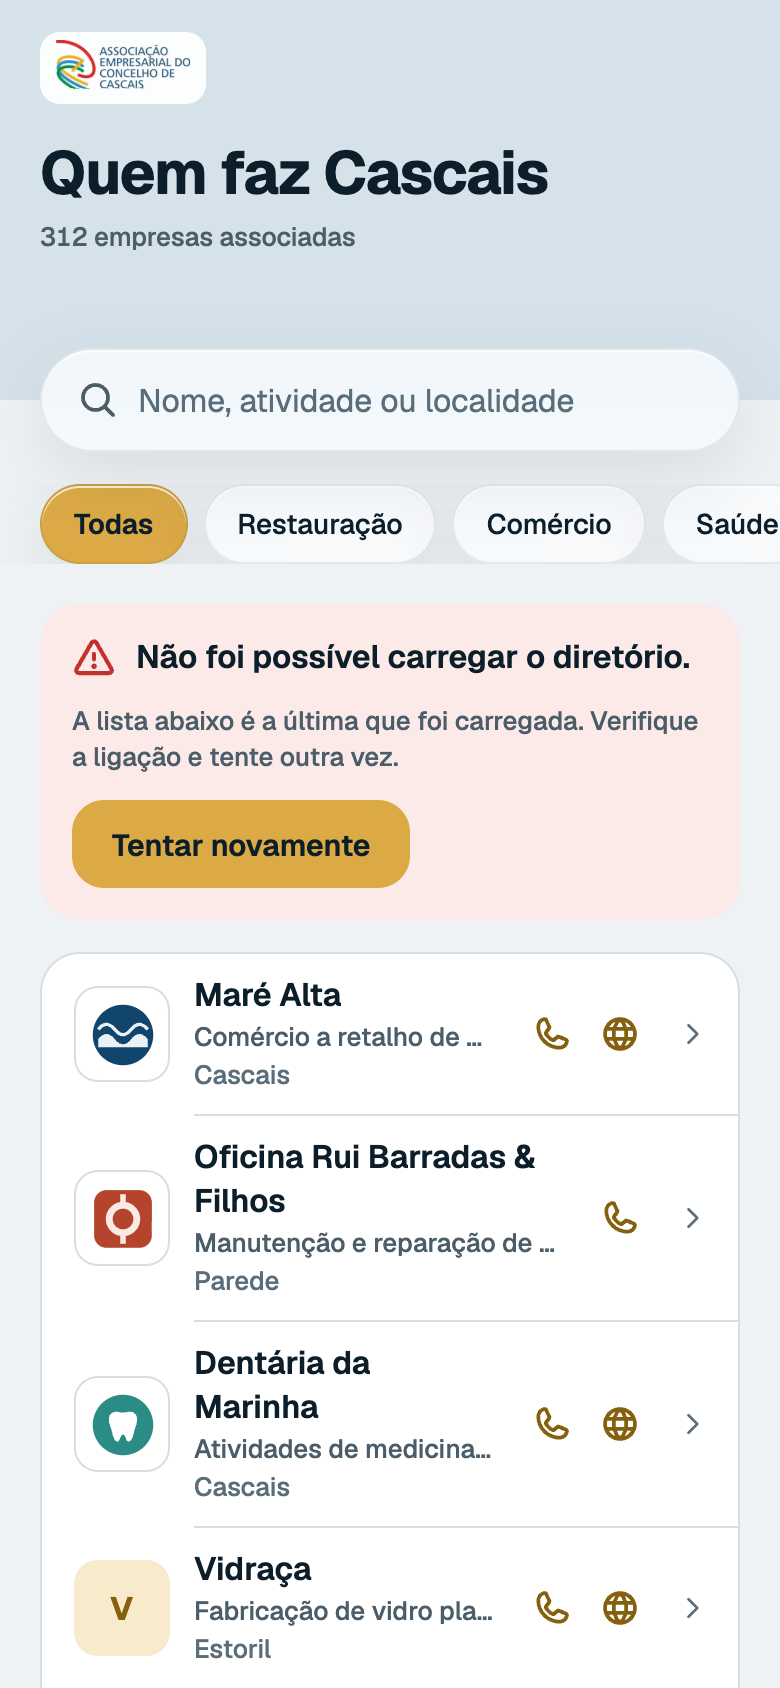 ASSOCIAÇÃO
EMPRESARIAL DO
CONCELHO DE
CASCAIS
Quem faz Cascais
312 empresas associadas
Nome, atividade ou localidade
Todas
Restauração
Comércio
Saúde
Não foi possível carregar o diretório.
A lista abaixo é a última que foi carregada. Verifique
a ligação e tente outra vez.
Tentar novamente
Maré Alta
Comércio a retalho de ...
Cascais
Oficina Rui Barradas &
Filhos
Manutenção e reparação de ...
Parede
Dentária da
Marinha
Atividades de medicina...
Cascais
V
Vidraça
Fabricação de vidro pla...
Estoril